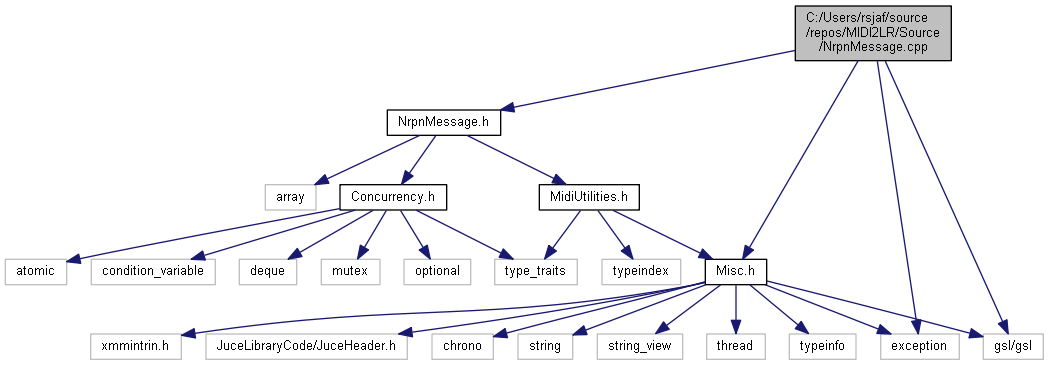 C:/Users/rsjaf/source
/repos/MIDI2LR/Source
/NrpnMessage.cpp
NrpnMessage.h
array
Concurrency.h
MidiUtilities.h
atomic
condition_variable
deque
mutex
optional
type_traits
typeindex
Misc.h
xmmintrin.h
JuceLibraryCode/JuceHeader.h
chrono
string
string_view
thread
typeinfo
exception
gsl/gsl